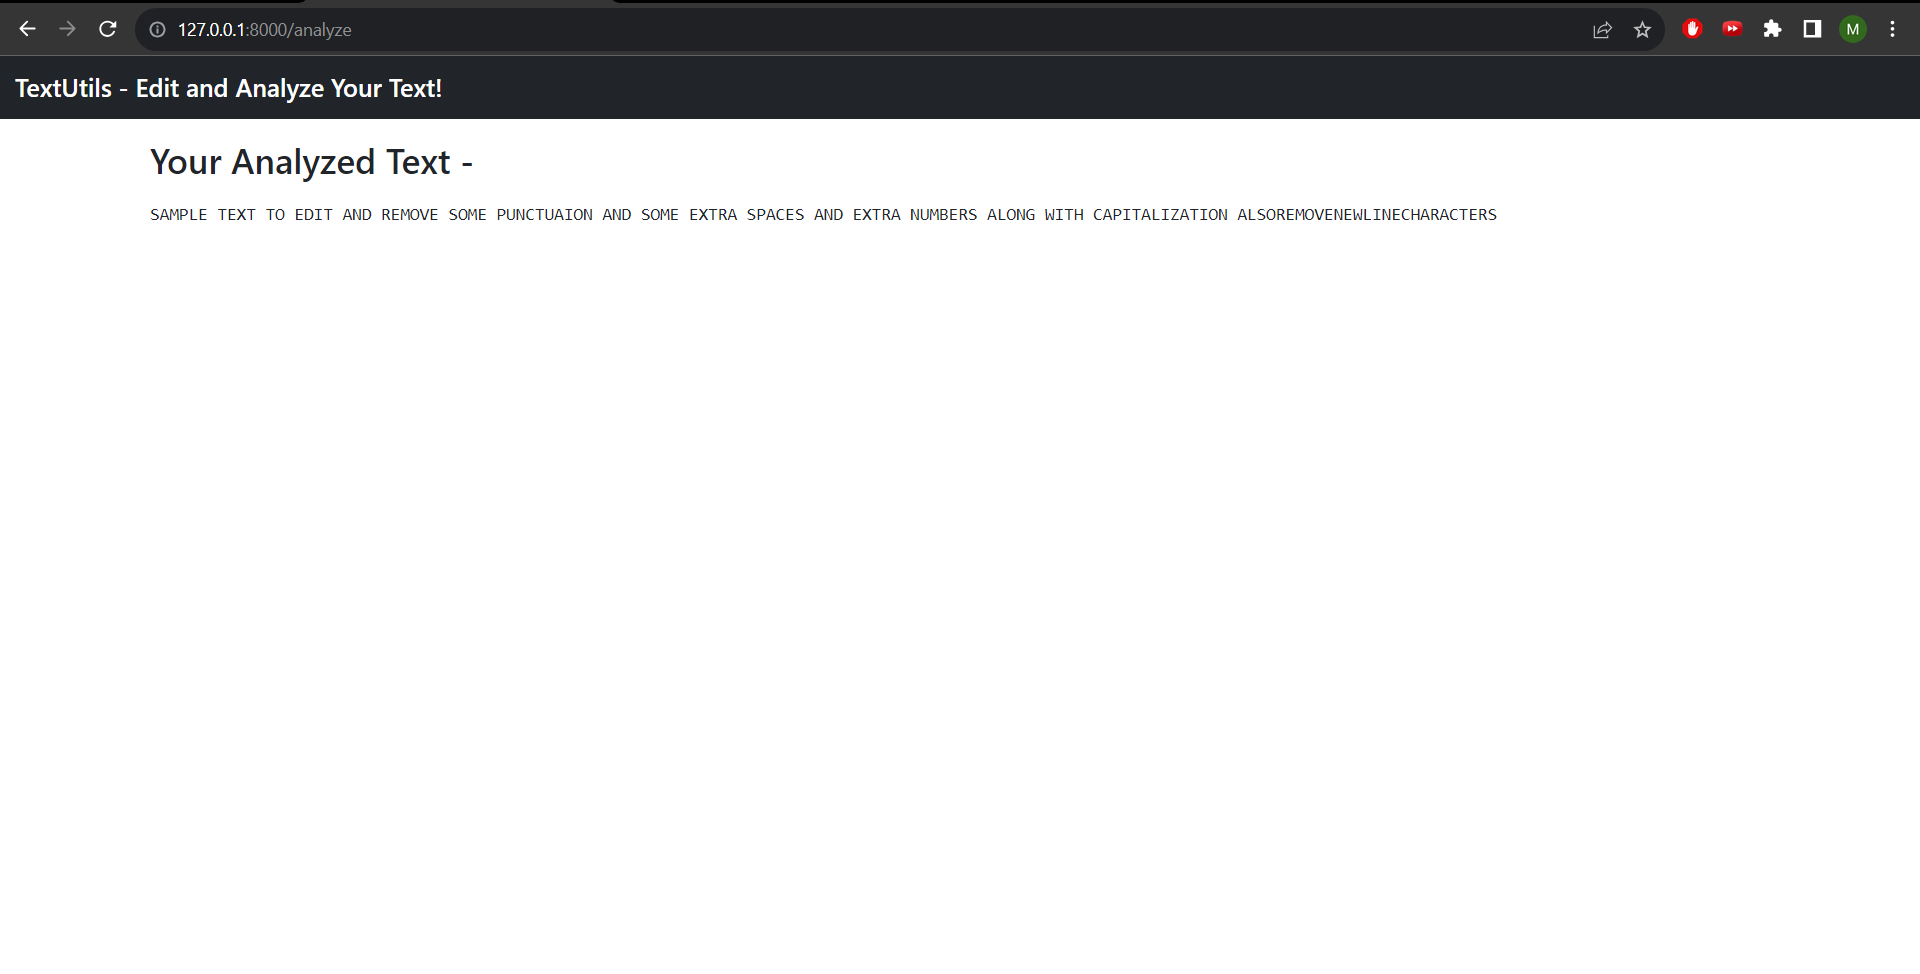 127.0.0.1:8000/analyze
M
TextUtils - Edit and Analyze Your Text!
Your Analyzed Text -
SAMPLE TEXT TO EDIT AND REMOVE SOME PUNCTUAION AND SOME EXTRA SPACES AND EXTRA NUMBERS ALONG WITH CAPITALIZATION ALSOREMOVENEWLINECHARACTERS